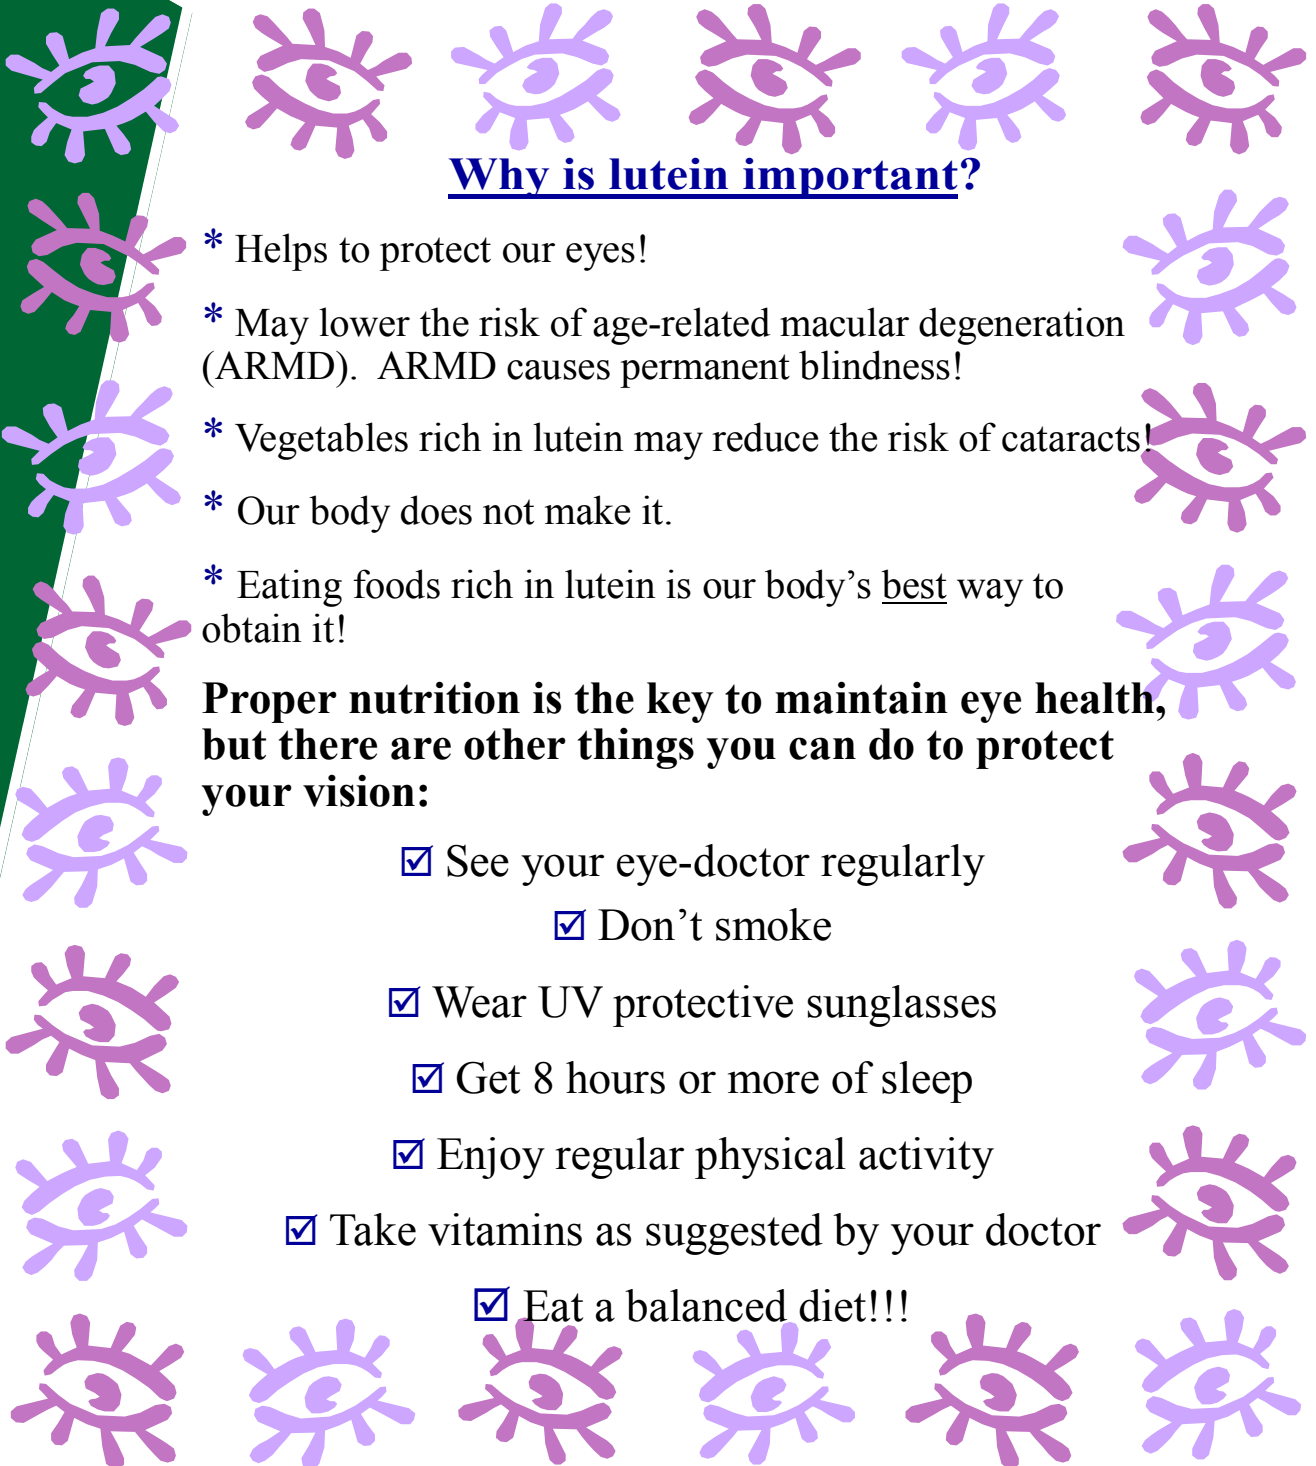 Why is lutein important?
* Helps to protect our eyes!
* May lower the risk of age-related macular degeneration
(ARMD).  ARMD causes permanent blindness!
* Vegetables rich in lutein may reduce the risk of cataracts!
* Our body does not make it.
* Eating foods rich in lutein is our body’s best way to
obtain it!
Proper nutrition is the key to maintain eye health,
but there are other things you can do to protect
your vision:
☑ See your eye-doctor regularly
☑ Don’t smoke
☑ Wear UV protective sunglasses
☑ Get 8 hours or more of sleep
☑ Enjoy regular physical activity
☑ Take vitamins as suggested by your doctor
☑ Eat a balanced diet!!!